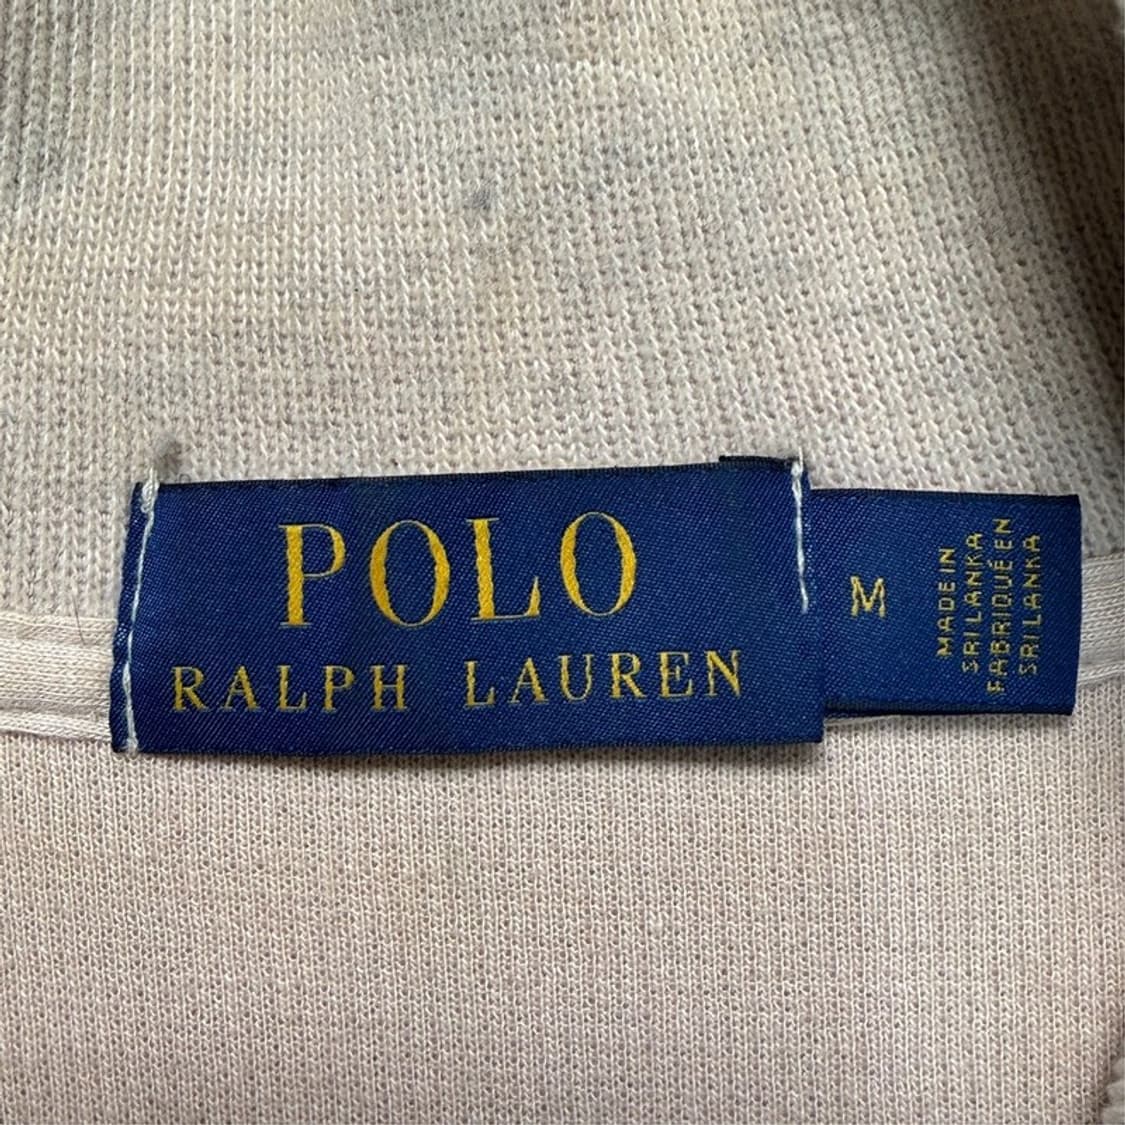 POLO
RALPH LAUREN
M
MADE IN
SRI LANKA
FABRIQUÉ EN
SRI LANKA